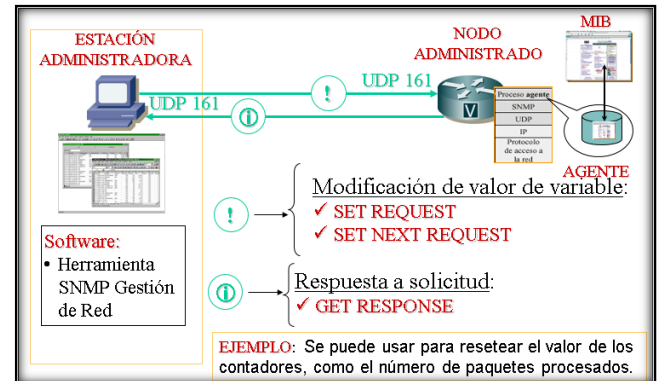 ESTACIÓN
ADMINISTRADORA
NODO
ADMINISTRADO
MIB
UDP 161
!
UDP 161
i
V
Proceso agente
SNMP
UDP
IP
Protocolo
de acceso a
la red
AGENTE
Software:
• Herramienta
SNMP Gestión
de Red
!
Modificación de valor de variable:
✓ SET REQUEST
✓ SET NEXT REQUEST
i
Respuesta a solicitud:
✓ GET RESPONSE
EJEMPLO: Se puede usar para resetear el valor de los
contadores, como el número de paquetes procesados.